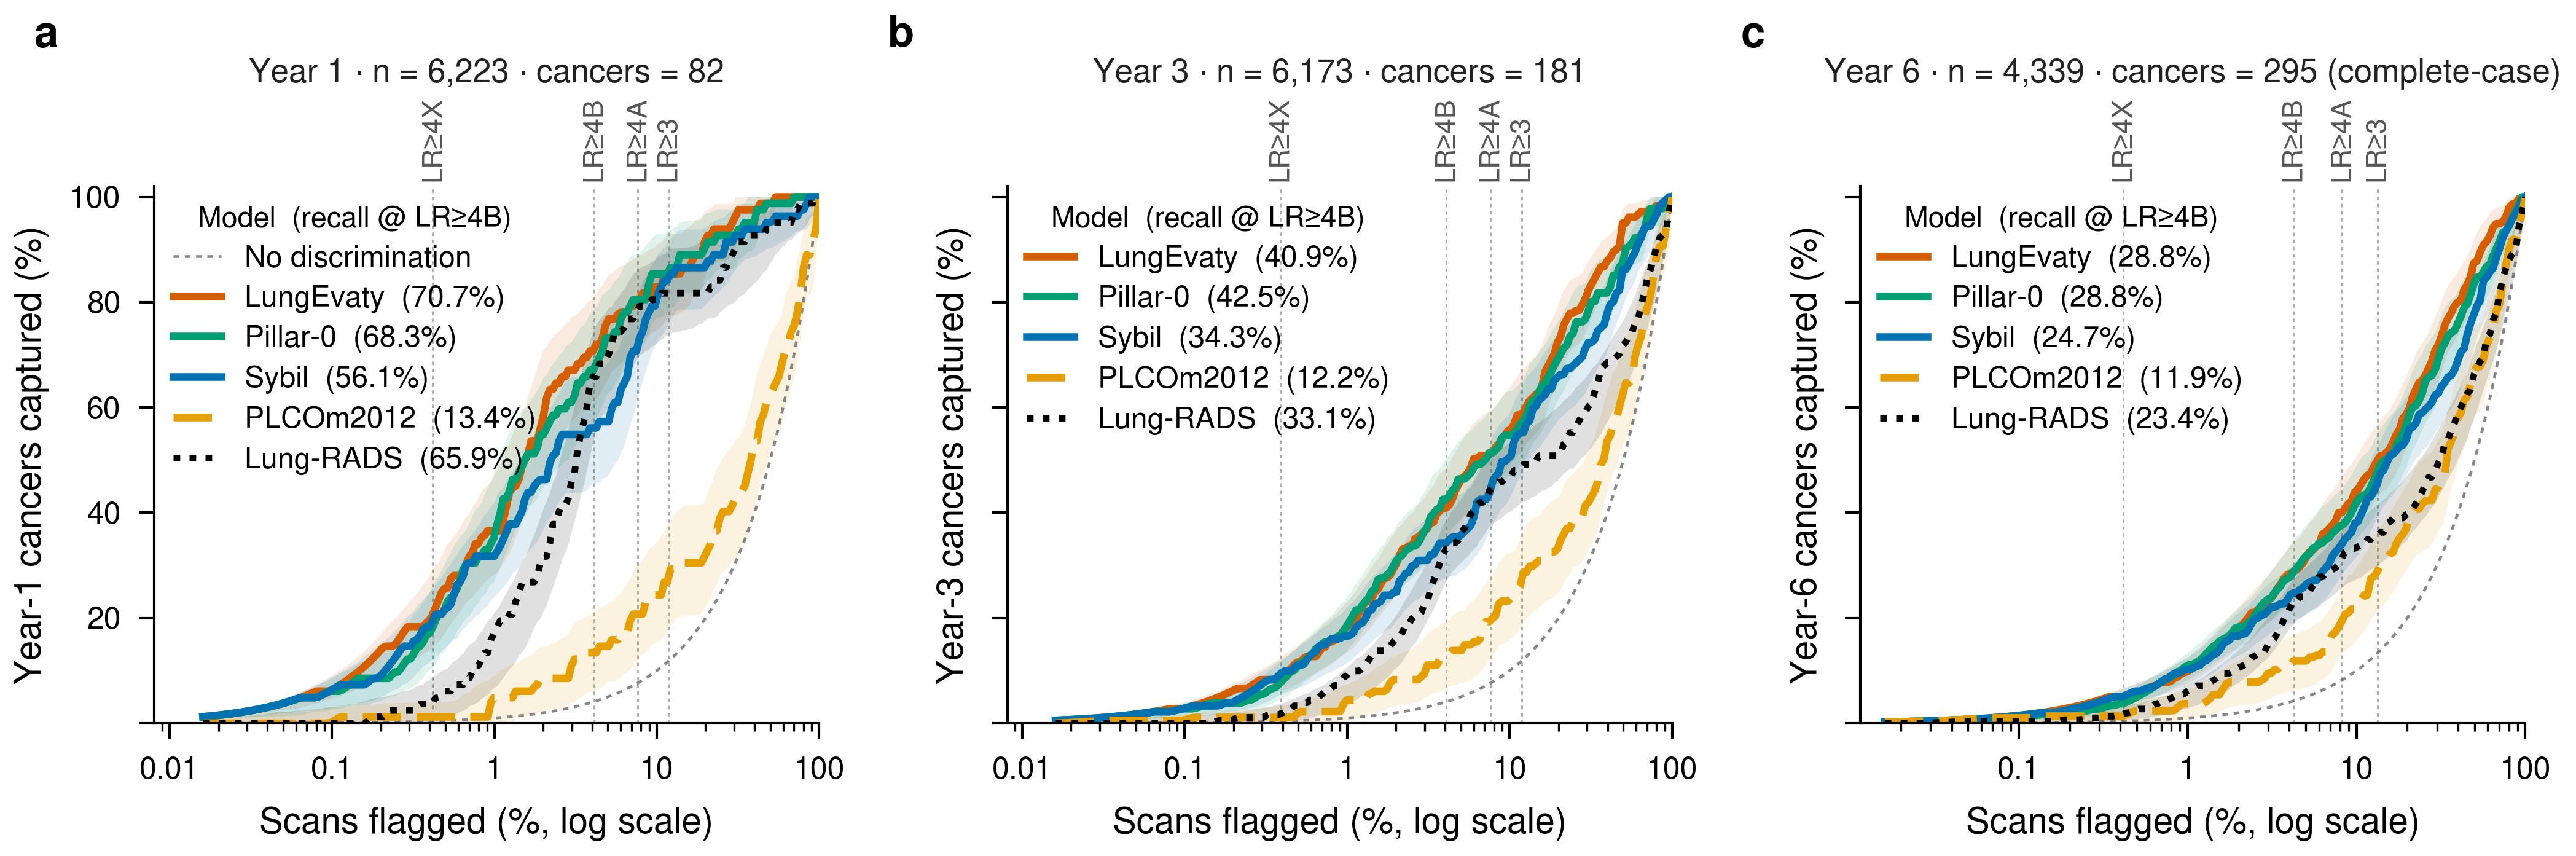 a
Year 1 · n = 6,223 · cancers = 82
LR≥4X
LR≥4B
LR≥4A
LR≥3
Year-1 cancers captured (%)
100
80
60
40
20
Model (recall @ LR≥4B)
No discrimination
LungEvaty (70.7%)
Pillar-0 (68.3%)
Sybil (56.1%)
PLCOm2012 (13.4%)
Lung-RADS (65.9%)
0.01 0.1 1 10 100
Scans flagged (%, log scale)
b
Year 3 · n = 6,173 · cancers = 181
LR≥4X
LR≥4B
LR≥4A
LR≥3
Year-3 cancers captured (%)
Model (recall @ LR≥4B)
LungEvaty (40.9%)
Pillar-0 (42.5%)
Sybil (34.3%)
PLCOm2012 (12.2%)
Lung-RADS (33.1%)
0.01 0.1 1 10 100
Scans flagged (%, log scale)
c
Year 6 · n = 4,339 · cancers = 295 (complete-case)
LR≥4X
LR≥4B
LR≥4A
LR≥3
Year-6 cancers captured (%)
Model (recall @ LR≥4B)
LungEvaty (28.8%)
Pillar-0 (28.8%)
Sybil (24.7%)
PLCOm2012 (11.9%)
Lung-RADS (23.4%)
0.1 1 10 100
Scans flagged (%, log scale)